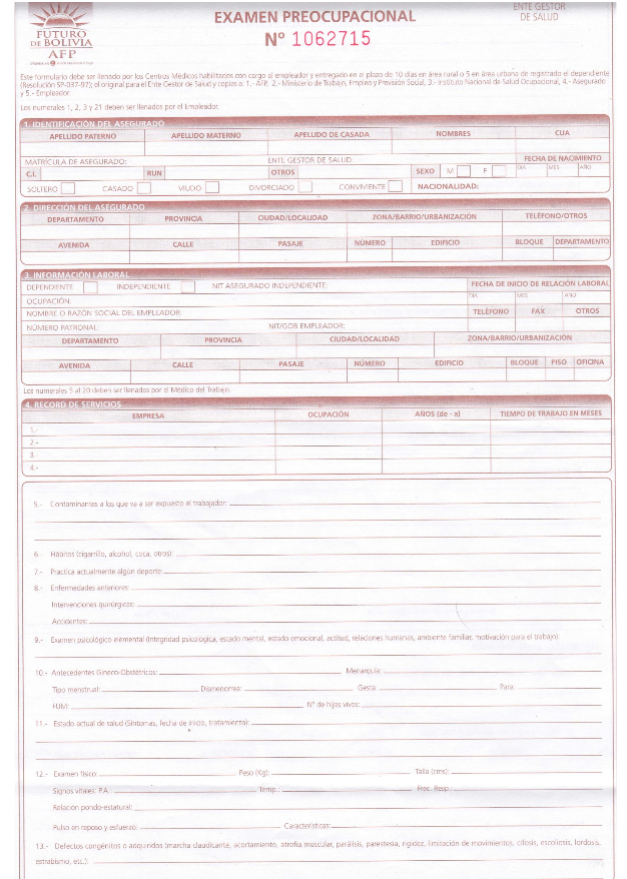 FUTURO
DE BOLIVIA
AFP
EXAMEN PREOCUPACIONAL
N° 1062715
ENTE GESTOR
DE SALUD
Este formulario debe ser llenado por los Centros Médicos habilitados con cargo al empleador y entregado en el plazo de 10 días en área rural o 5 en área urbana de registrado el dependiente
(Resolución SP-037-97); el original para el Ente Gestor de Salud y copias a: 1.- AFP, 2.- Ministerio de Trabajo, Empleo y Previsión Social, 3.- Instituto Nacional de Salud Ocupacional, 4.- Asegurado
y 5.- Empleador.
Los numerales 1, 2, 3 y 21 deben ser llenados por el Empleador.
1. IDENTIFICACIÓN DEL ASEGURADO
APELLIDO PATERNO APELLIDO MATERNO APELLIDO DE CASADA NOMBRES CUA
MATRÍCULA DE ASEGURADO: ENTE GESTOR DE SALUD: FECHA DE NACIMIENTO
C.I. RUN OTROS SEXO M F DIA MES AÑO
SOLTERO CASADO VIUDO DIVORCIADO CONVIVIENTE NACIONALIDAD:
2. DIRECCIÓN DEL ASEGURADO
DEPARTAMENTO PROVINCIA CIUDAD/LOCALIDAD ZONA/BARRIO/URBANIZACIÓN TELÉFONO/OTROS
AVENIDA CALLE PASAJE NÚMERO EDIFICIO BLOQUE DEPARTAMENTO
3. INFORMACIÓN LABORAL
DEPENDIENTE INDEPENDIENTE NIT ASEGURADO INDEPENDIENTE: FECHA DE INICIO DE RELACIÓN LABORAL
OCUPACIÓN: DIA MES AÑO
NOMBRE O RAZÓN SOCIAL DEL EMPLEADOR: TELÉFONO FAX OTROS
NÚMERO PATRONAL: NIT/GOB EMPLEADOR:
DEPARTAMENTO PROVINCIA CIUDAD/LOCALIDAD ZONA/BARRIO/URBANIZACIÓN
AVENIDA CALLE PASAJE NÚMERO EDIFICIO BLOQUE PISO OFICINA
Los numerales 5 al 20 deben ser llenados por el Médico del Trabajo
4. RECORD DE SERVICIOS
EMPRESA OCUPACIÓN AÑOS (de - a) TIEMPO DE TRABAJO EN MESES
1.-
2.-
3.-
4.-
5.- Contaminantes a los que va a ser expuesto el trabajador:
6.- Hábitos (cigarrillo, alcohol, coca, otros):
7.- Practica actualmente algún deporte:
8.- Enfermedades anteriores:
Intervenciones quirúrgicas:
Accidentes:
9.- Examen psicológico elemental (Integridad psicológica, estado mental, estado emocional, actitud, relaciones humanas, ambiente familiar, motivación para el trabajo)
10.- Antecedentes Gineco-Obstétricos: Menarquia:
Tipo menstrual: Dismenorrea: Gesta: Para:
FUM: N° de hijos vivos:
11.- Estado actual de salud (Síntomas, fecha de inicio, tratamiento):
12.- Examen físico: Peso (Kg): Talla (cms):
Signos vitales: P.A. Temp.: Frec. Resp.:
Relación pondo-estatural:
Pulso en reposo y esfuerzo: Características:
13.- Defectos congénitos o adquiridos (marcha claudicante, acortamiento, atrofia muscular, parálisis, parestesia, rigidez, limitación de movimientos, cifosis, escoliosis, lordosis,
estrabismo, etc.):